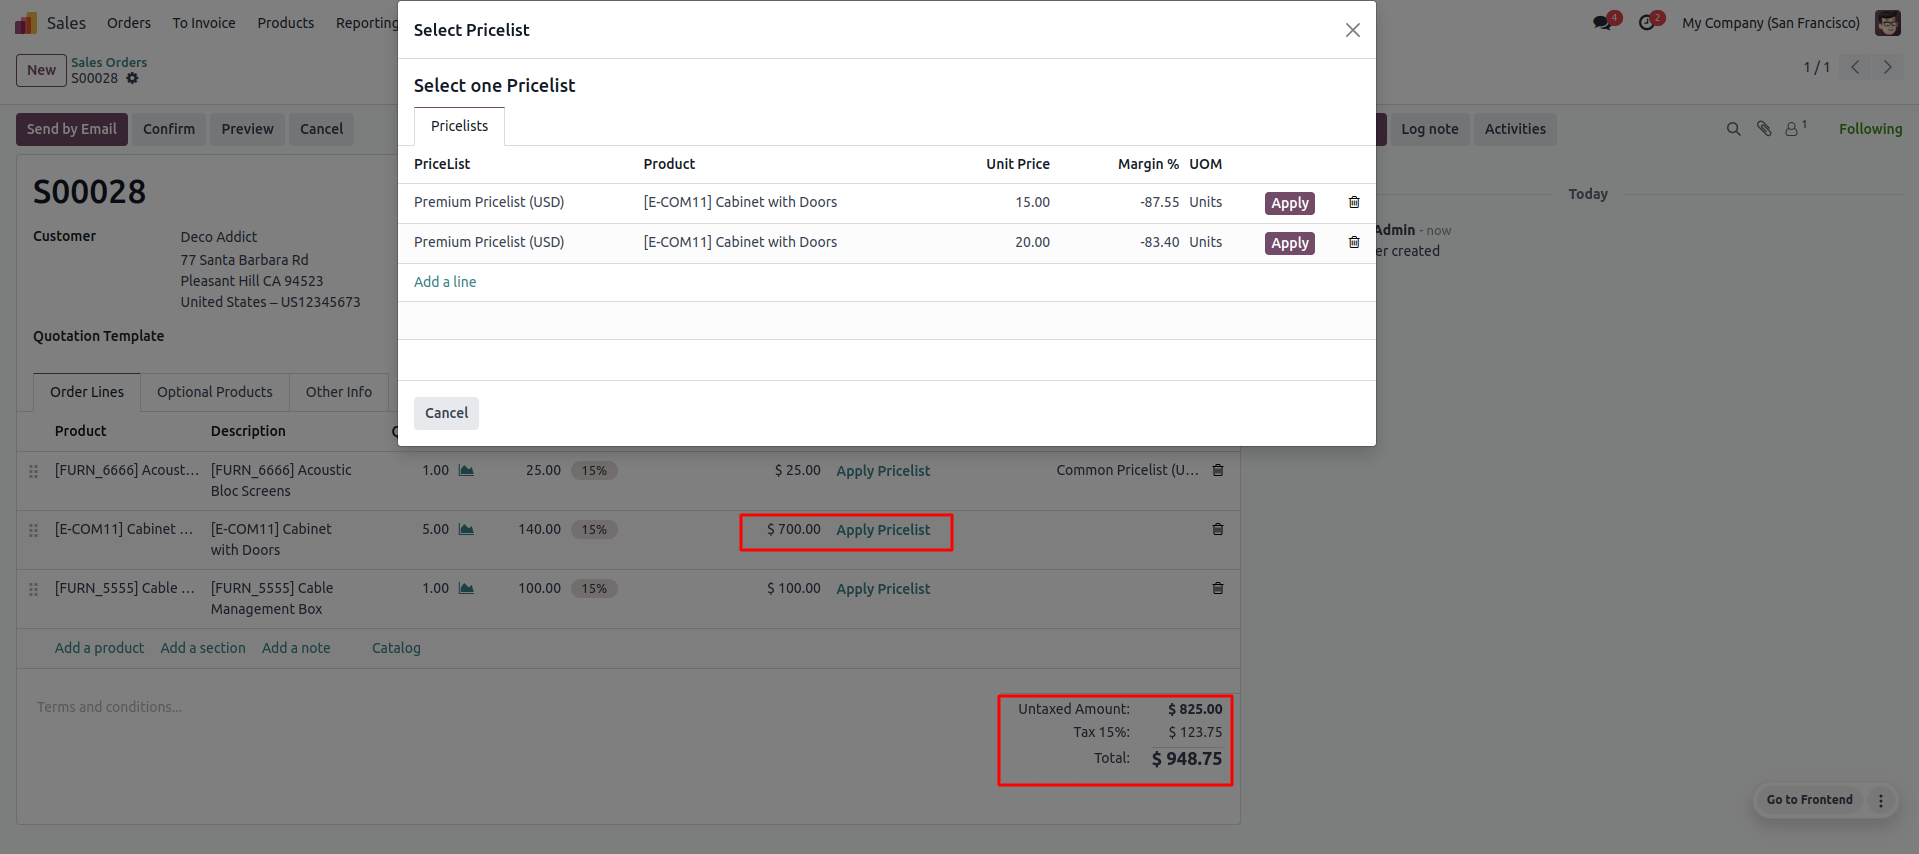 Sales Orders To Invoice Products Reporting
4 2 My Company (San Francisco)
New Sales Orders
S00028
1 / 1
Send by Email Confirm Preview Cancel
Log note Activities
1 Following
Select Pricelist
Select one Pricelist
Pricelists
PriceList Product Unit Price Margin % UOM
Premium Pricelist (USD) [E-COM11] Cabinet with Doors 15.00 -87.55 Units Apply
Premium Pricelist (USD) [E-COM11] Cabinet with Doors 20.00 -83.40 Units Apply
Add a line
Cancel
Today
Admin - now
er created
S00028
Customer Deco Addict
77 Santa Barbara Rd
Pleasant Hill CA 94523
United States – US12345673
Quotation Template
Order Lines Optional Products Other Info
Product Description
[FURN_6666] Acoust... [FURN_6666] Acoustic 1.00 25.00 15% $ 25.00 Apply Pricelist Common Pricelist (U...
Bloc Screens
[E-COM11] Cabinet ... [E-COM11] Cabinet 5.00 140.00 15% $ 700.00 Apply Pricelist
with Doors
[FURN_5555] Cable ... [FURN_5555] Cable 1.00 100.00 15% $ 100.00 Apply Pricelist
Management Box
Add a product Add a section Add a note Catalog
Terms and conditions...
Untaxed Amount: $ 825.00
Tax 15%: $ 123.75
Total: $ 948.75
Go to Frontend